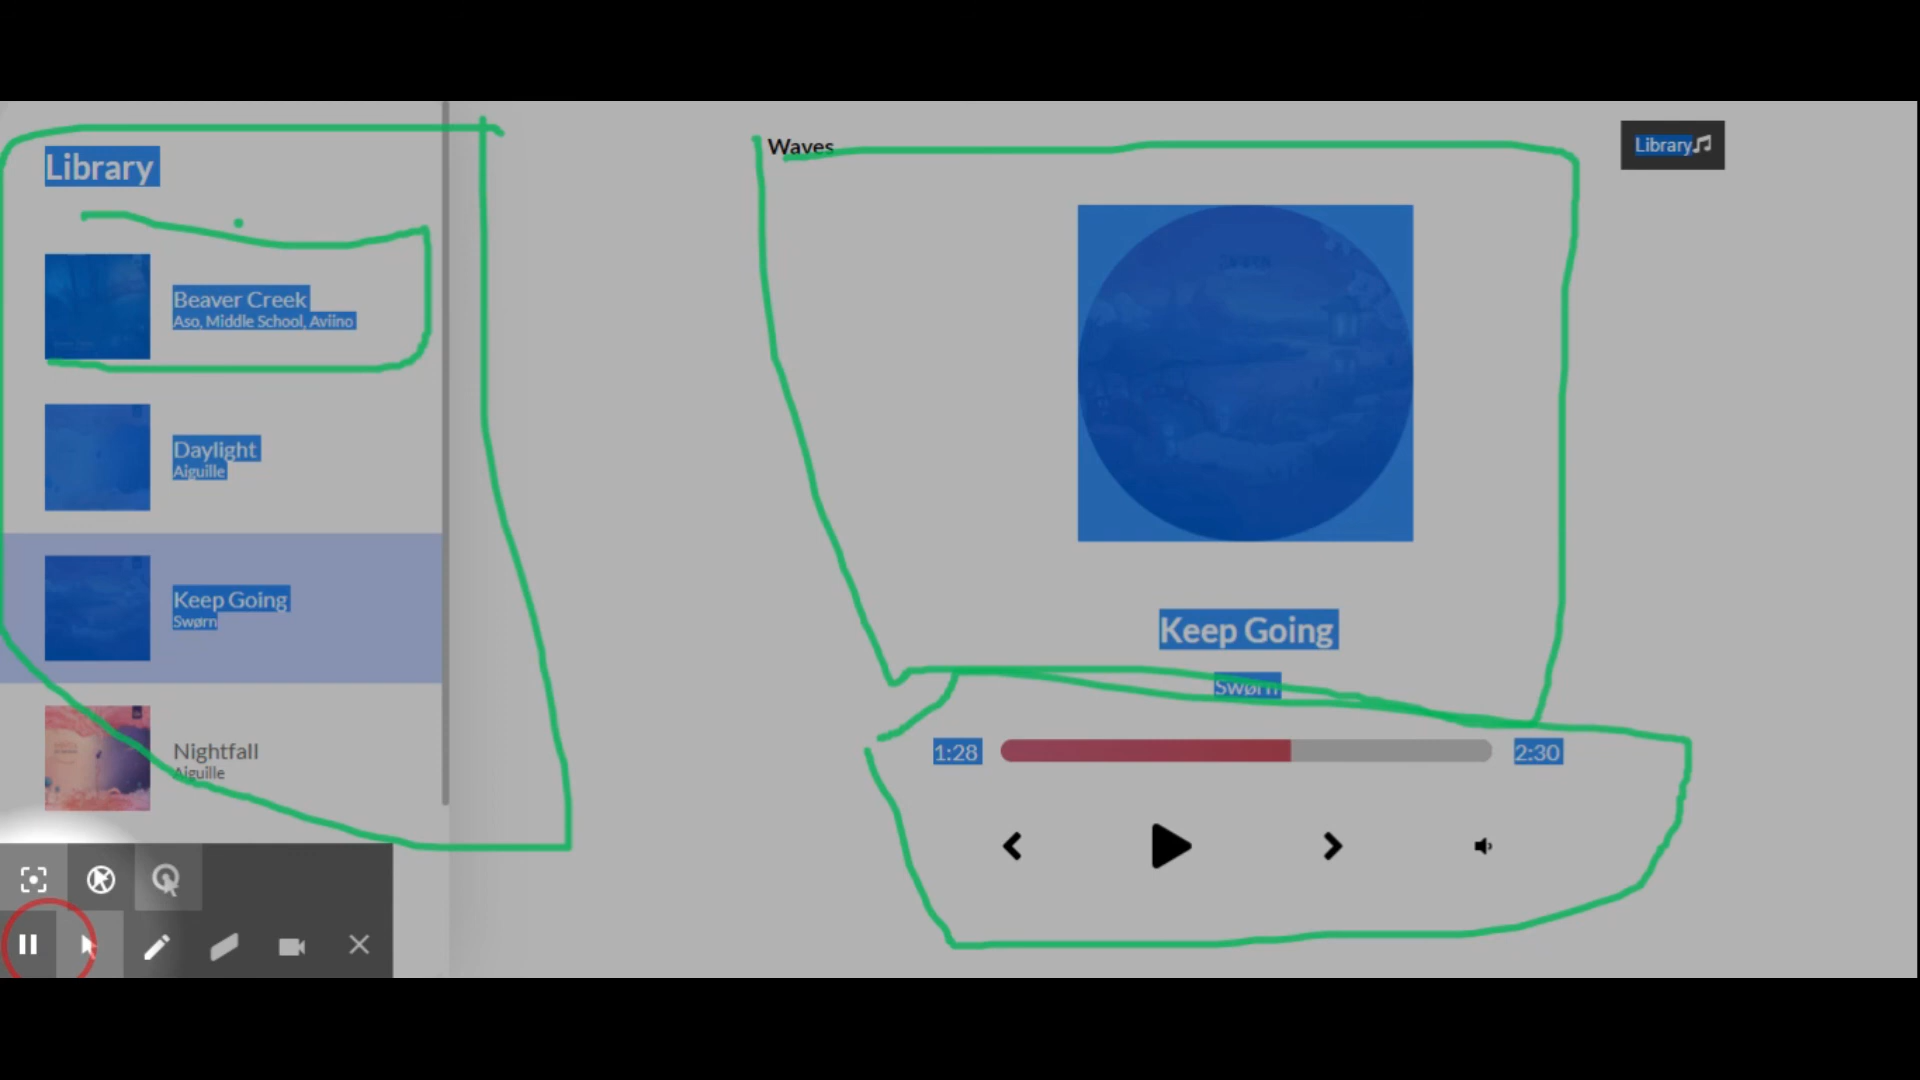 Library
Beaver Creek
Aso, Middle School, Aviino
Daylight
Aiguille
Keep Going
Swørn
Nightfall
Aiguille
Waves
Library
Keep Going
Swørn
1:28
2:30